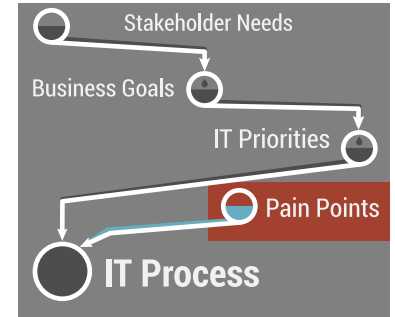 Stakeholder Needs
Business Goals
IT Priorities
Pain Points
IT Process